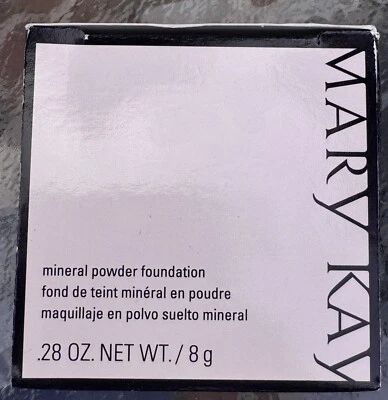 MARY KAY
mineral powder foundation
fond de teint minéral en poudre
maquillaje en polvo suelto mineral
.28 OZ. NET WT. / 8 g